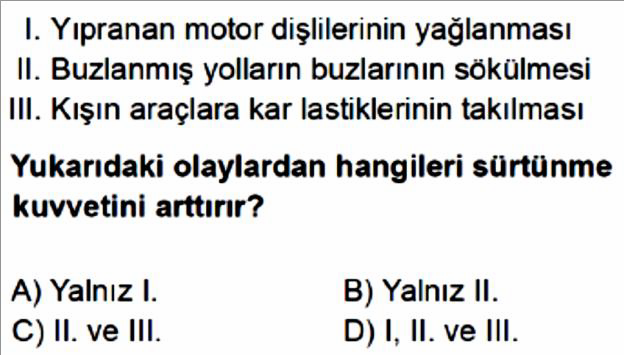 I. Yıpranan motor dişlilerinin yağlanması
II. Buzlanmış yolların buzlarının sökülmesi
III. Kışın araçlara kar lastiklerinin takılması
Yukarıdaki olaylardan hangileri sürtünme
kuvvetini arttırır?
A) Yalnız I. B) Yalnız II.
C) II. ve III. D) I, II. ve III.